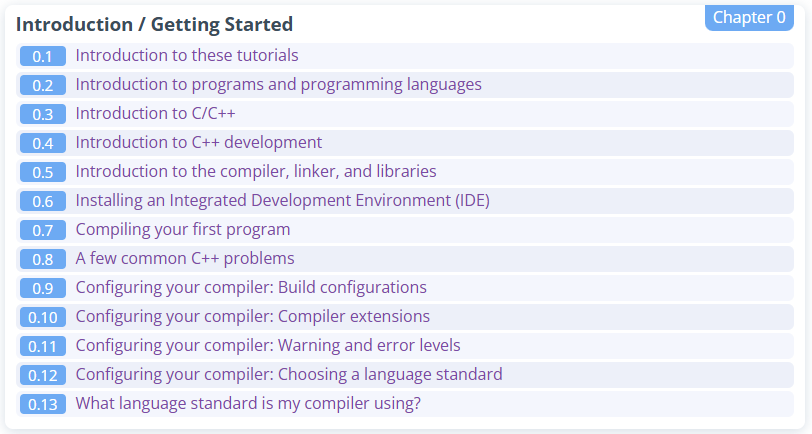 Introduction / Getting Started
Chapter 0
0.1 Introduction to these tutorials
0.2 Introduction to programs and programming languages
0.3 Introduction to C/C++
0.4 Introduction to C++ development
0.5 Introduction to the compiler, linker, and libraries
0.6 Installing an Integrated Development Environment (IDE)
0.7 Compiling your first program
0.8 A few common C++ problems
0.9 Configuring your compiler: Build configurations
0.10 Configuring your compiler: Compiler extensions
0.11 Configuring your compiler: Warning and error levels
0.12 Configuring your compiler: Choosing a language standard
0.13 What language standard is my compiler using?